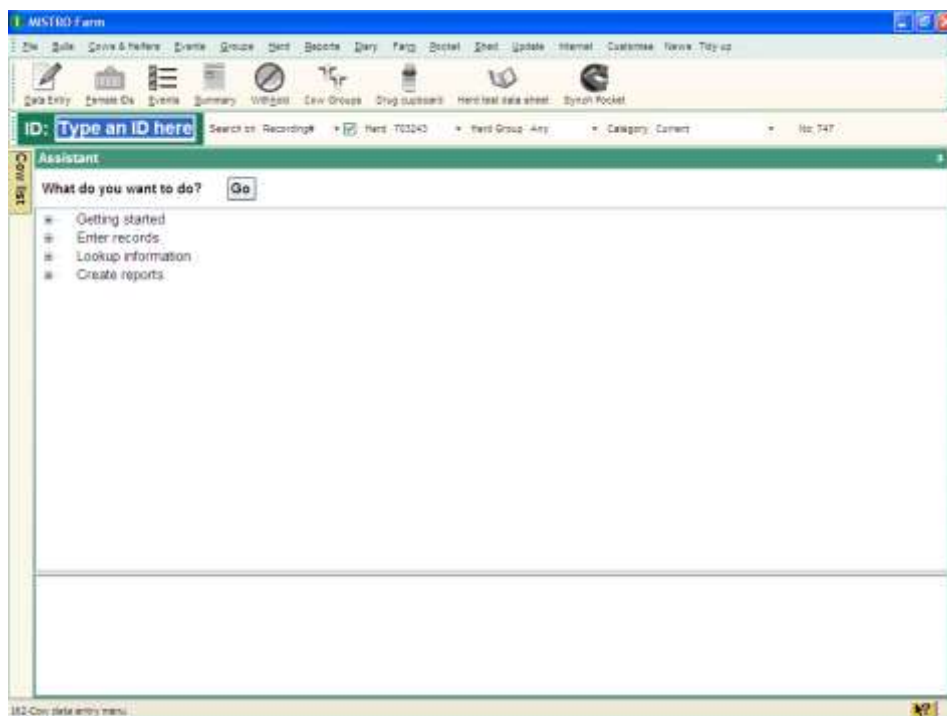 MISTRO Farm
File Bulls Cows & Heifers Events Groups Herd Reports Diary Farm Pocket Shed Update Internet Customise News Tidy up
Data Entry Female IDs Events Summary Withhold Cow Groups Drug cupboard Herd test data sheet Synch Pocket
ID: Type an ID here Search on Recording# Herd 703243 Herd Group Any Category Current No: 747
Cow list
Assistant
What do you want to do? Go
Getting started
Enter records
Lookup information
Create reports
162-Cow data entry menu